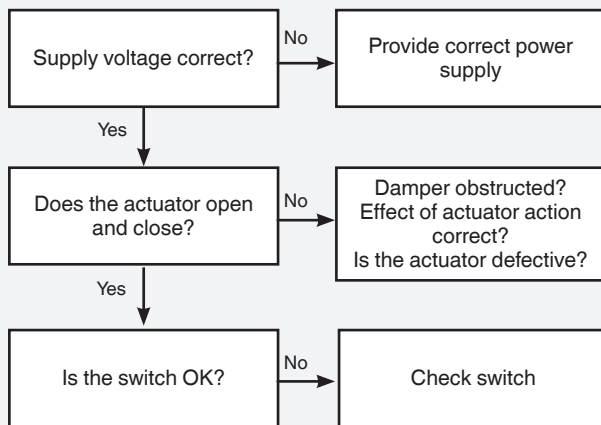 Supply voltage correct?
No
Provide correct power
supply
Yes
Does the actuator open
and close?
No
Damper obstructed?
Effect of actuator action
correct?
Is the actuator defective?
Yes
Is the switch OK?
No
Check switch